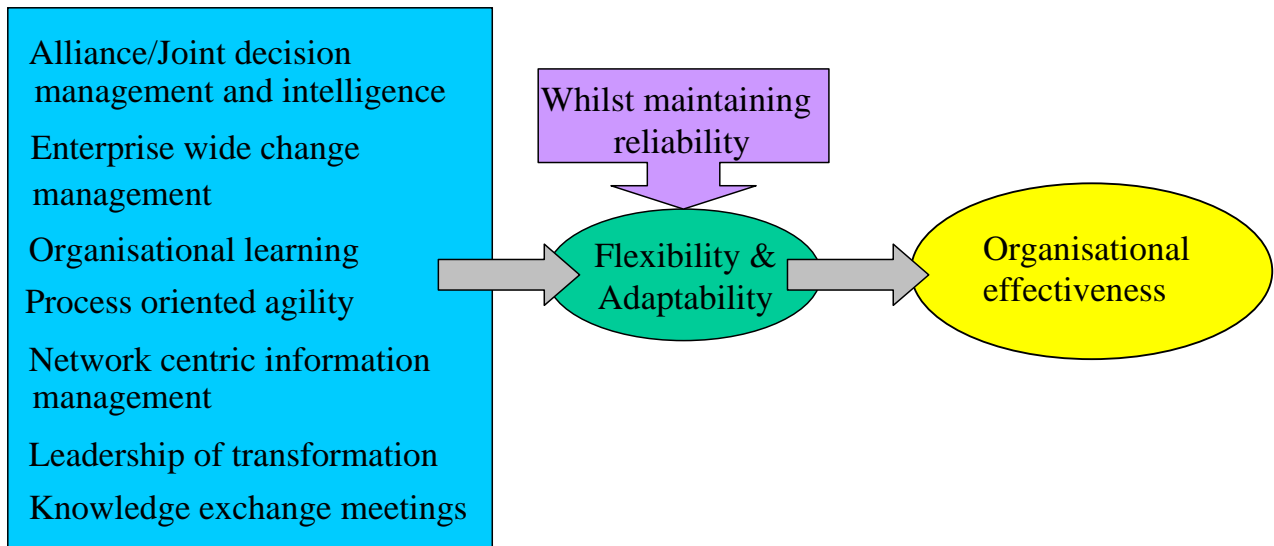 Alliance/Joint decision
management and intelligence
Enterprise wide change
management
Organisational learning
Process oriented agility
Network centric information
management
Leadership of transformation
Knowledge exchange meetings
Whilst maintaining
reliability
Flexibility &
Adaptability
Organisational
effectiveness